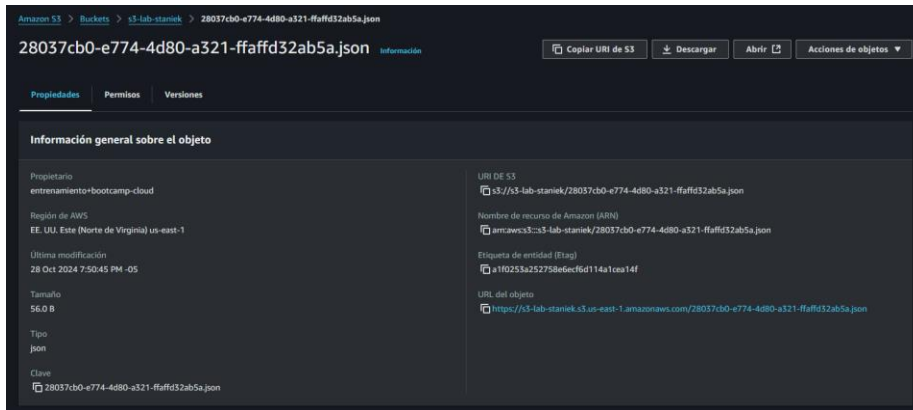 Amazon S3 > Buckets > s3-lab-staniek > 28037cb0-e774-4d80-a321-ffaffd32ab5a.json
28037cb0-e774-4d80-a321-ffaffd32ab5a.json Información
Copiar URI de S3 Descargar Abrir Acciones de objetos
Propiedades Permisos Versiones
Información general sobre el objeto
Propietario
entrenamiento+bootcamp-cloud
Región de AWS
EE. UU. Este (Norte de Virginia) us-east-1
Última modificación
28 Oct 2024 7:50:45 PM -05
Tamaño
56.0 B
Tipo
json
Clave
28037cb0-e774-4d80-a321-ffaffd32ab5a.json
URI DE S3
s3://s3-lab-staniek/28037cb0-e774-4d80-a321-ffaffd32ab5a.json
Nombre de recurso de Amazon (ARN)
arn:aws:s3:::s3-lab-staniek/28037cb0-e774-4d80-a321-ffaffd32ab5a.json
Etiqueta de entidad (Etag)
a1f0253a252758e6ecf6d114a1cea14f
URL del objeto
https://s3-lab-staniek.s3.us-east-1.amazonaws.com/28037cb0-e774-4d80-a321-ffaffd32ab5a.json